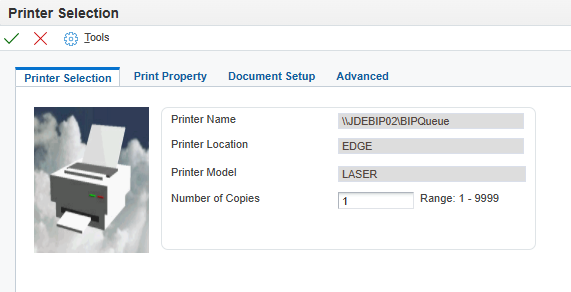 Printer Selection
Tools
Printer Selection Print Property Document Setup Advanced
Printer Name \\JDEBIP02\BIPQueue
Printer Location EDGE
Printer Model LASER
Number of Copies 1 Range: 1 - 9999